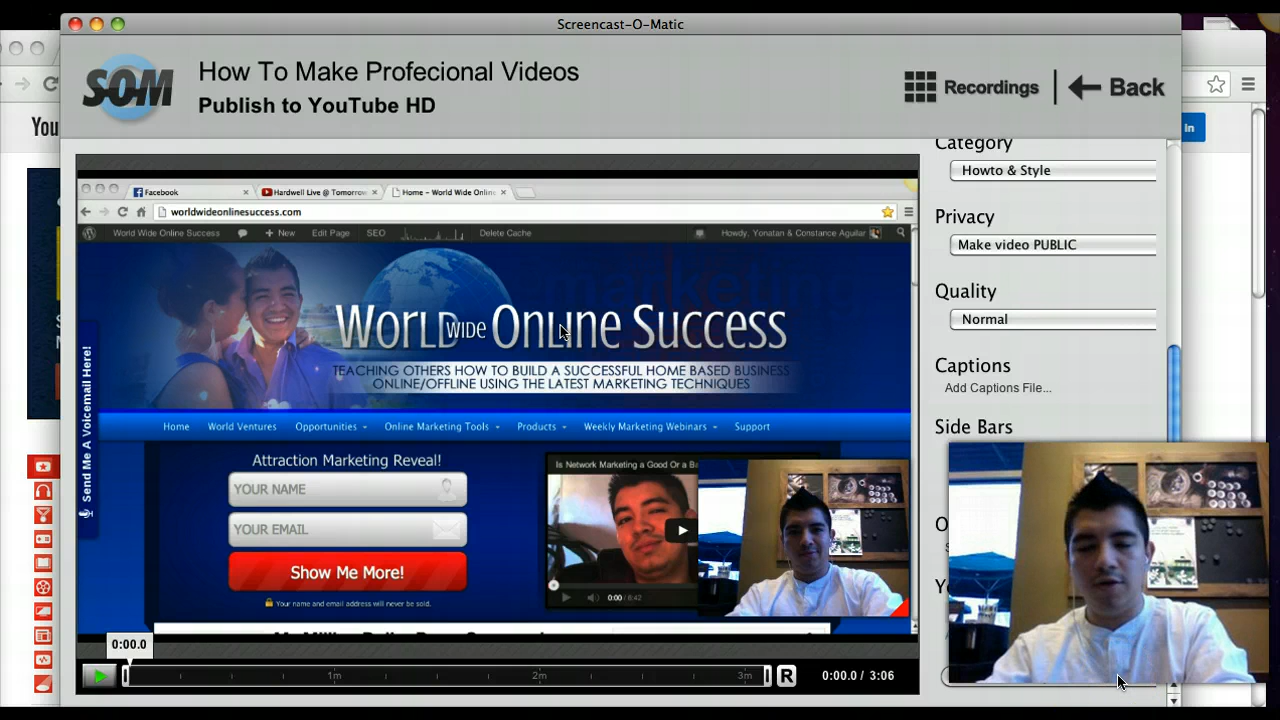 Screencast-O-Matic
SOM
How To Make Profecional Videos
Publish to YouTube HD
Recordings
Back
You
in
Category
Howto & Style
Privacy
Make video PUBLIC
Quality
Normal
Captions
Add Captions File...
Side Bars
Facebook
Hardwell Live @ Tomorrow
Home – World Wide Online
worldwideonlinesuccess.com
World Wide Online Success
New
Edit Page
SEO
Delete Cache
Howdy, Yonatan & Constance Aguilar
World Wide Online Success
TEACHING OTHERS HOW TO BUILD A SUCCESSFUL HOME BASED BUSINESS
ONLINE/OFFLINE USING THE LATEST MARKETING TECHNIQUES
Send Me A Voicemail Here!
Home
World Ventures
Opportunities
Online Marketing Tools
Products
Weekly Marketing Webinars
Support
Attraction Marketing Reveal!
YOUR NAME
YOUR EMAIL
Show Me More!
Your name and email address will never be sold.
Is Network Marketing a Good Or a Ba
0:00 / 6:42
0:00.0
1m
2m
3m
R
0:00.0 / 3:06